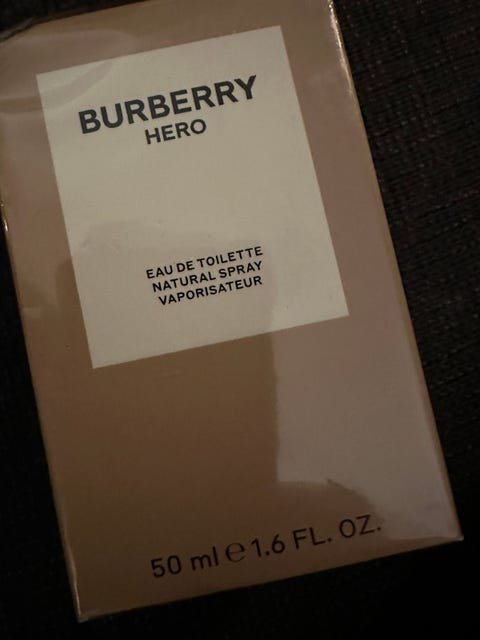 BURBERRY
HERO
EAU DE TOILETTE
NATURAL SPRAY
VAPORISATEUR
50 ml ℮ 1.6 FL. OZ.